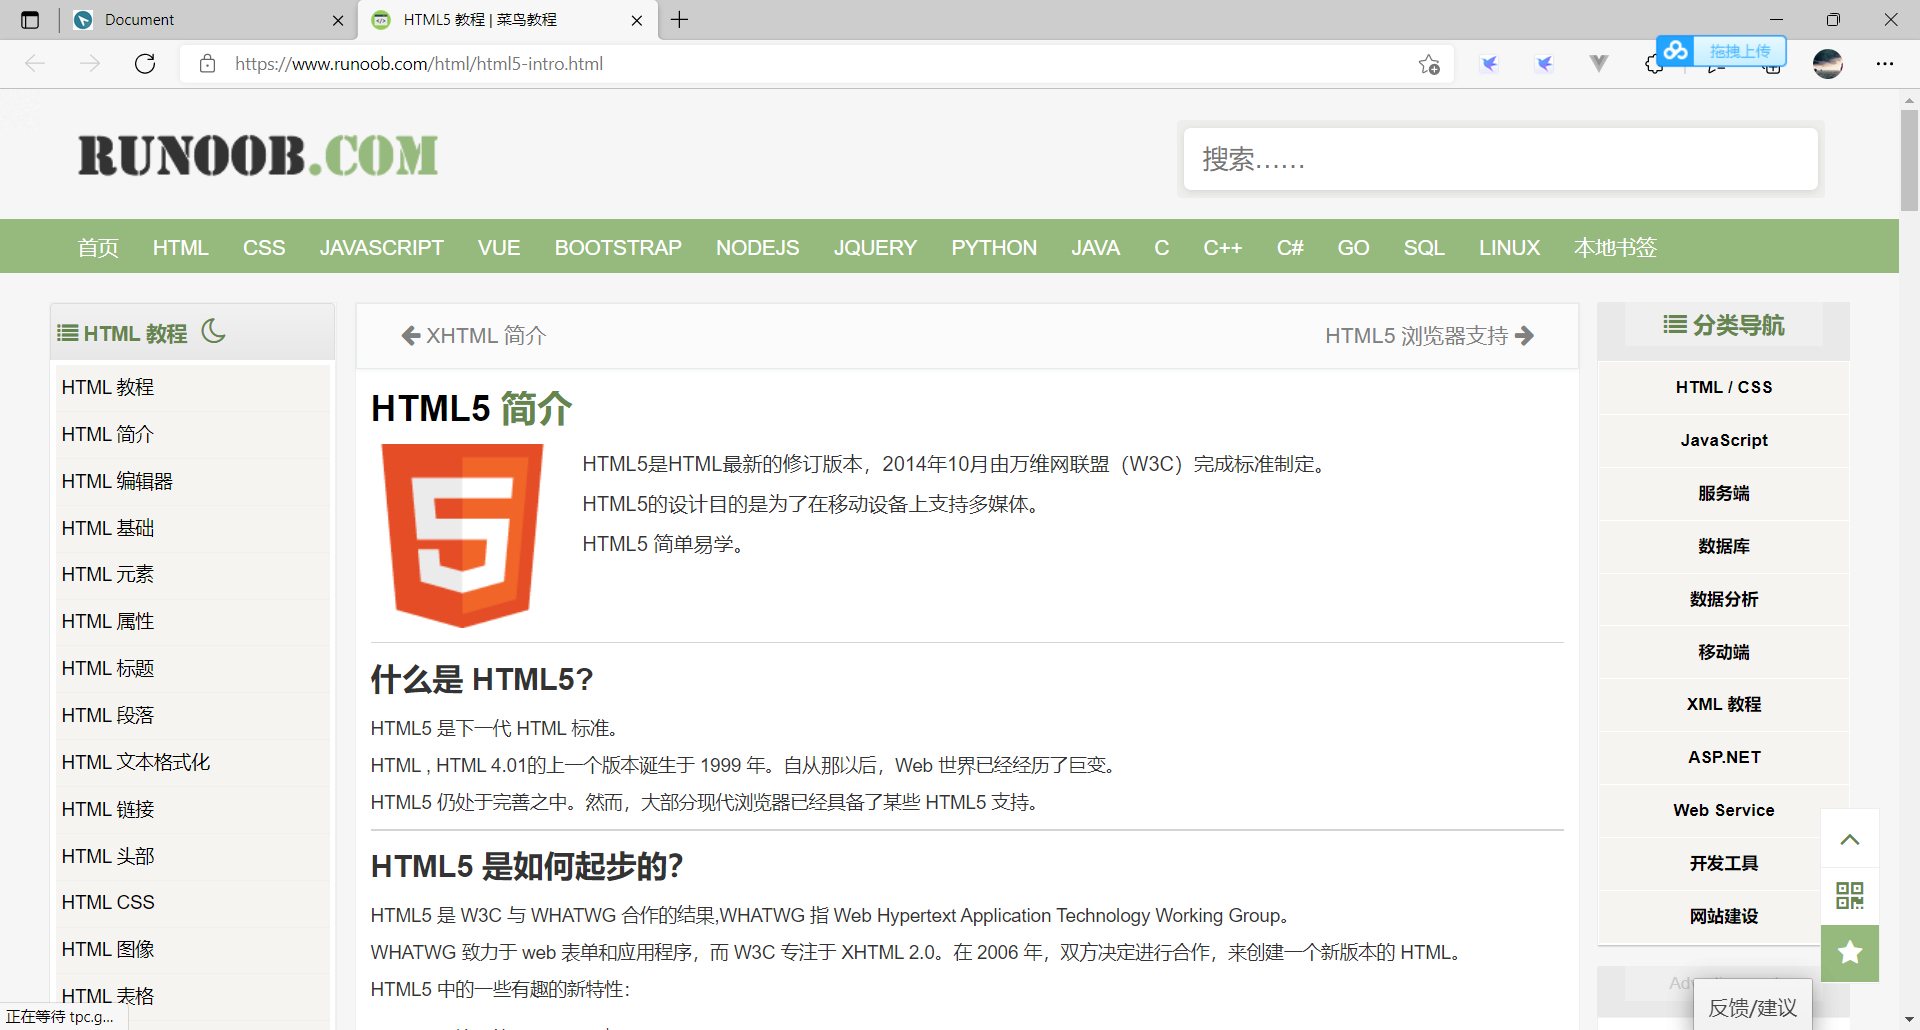 Document
HTML5 教程 | 菜鸟教程
https://www.runoob.com/html/html5-intro.html
拖拽上传
RUNOOB.COM
搜索......
首页 HTML CSS JAVASCRIPT VUE BOOTSTRAP NODEJS JQUERY PYTHON JAVA C C++ C# GO SQL LINUX 本地书签
HTML 教程
HTML 教程
HTML 简介
HTML 编辑器
HTML 基础
HTML 元素
HTML 属性
HTML 标题
HTML 段落
HTML 文本格式化
HTML 链接
HTML 头部
HTML CSS
HTML 图像
HTML 表格
正在等待 tpc.g...
XHTML 简介
HTML5 浏览器支持
HTML5 简介
HTML5是HTML最新的修订版本，2014年10月由万维网联盟（W3C）完成标准制定。
HTML5的设计目的是为了在移动设备上支持多媒体。
HTML5 简单易学。
什么是 HTML5?
HTML5 是下一代 HTML 标准。
HTML , HTML 4.01的上一个版本诞生于 1999 年。自从那以后，Web 世界已经经历了巨变。
HTML5 仍处于完善之中。然而，大部分现代浏览器已经具备了某些 HTML5 支持。
HTML5 是如何起步的？
HTML5 是 W3C 与 WHATWG 合作的结果,WHATWG 指 Web Hypertext Application Technology Working Group。
WHATWG 致力于 web 表单和应用程序，而 W3C 专注于 XHTML 2.0。在 2006 年，双方决定进行合作，来创建一个新版本的 HTML。
HTML5 中的一些有趣的新特性：
分类导航
HTML / CSS
JavaScript
服务端
数据库
数据分析
移动端
XML 教程
ASP.NET
Web Service
开发工具
网站建设
反馈/建议